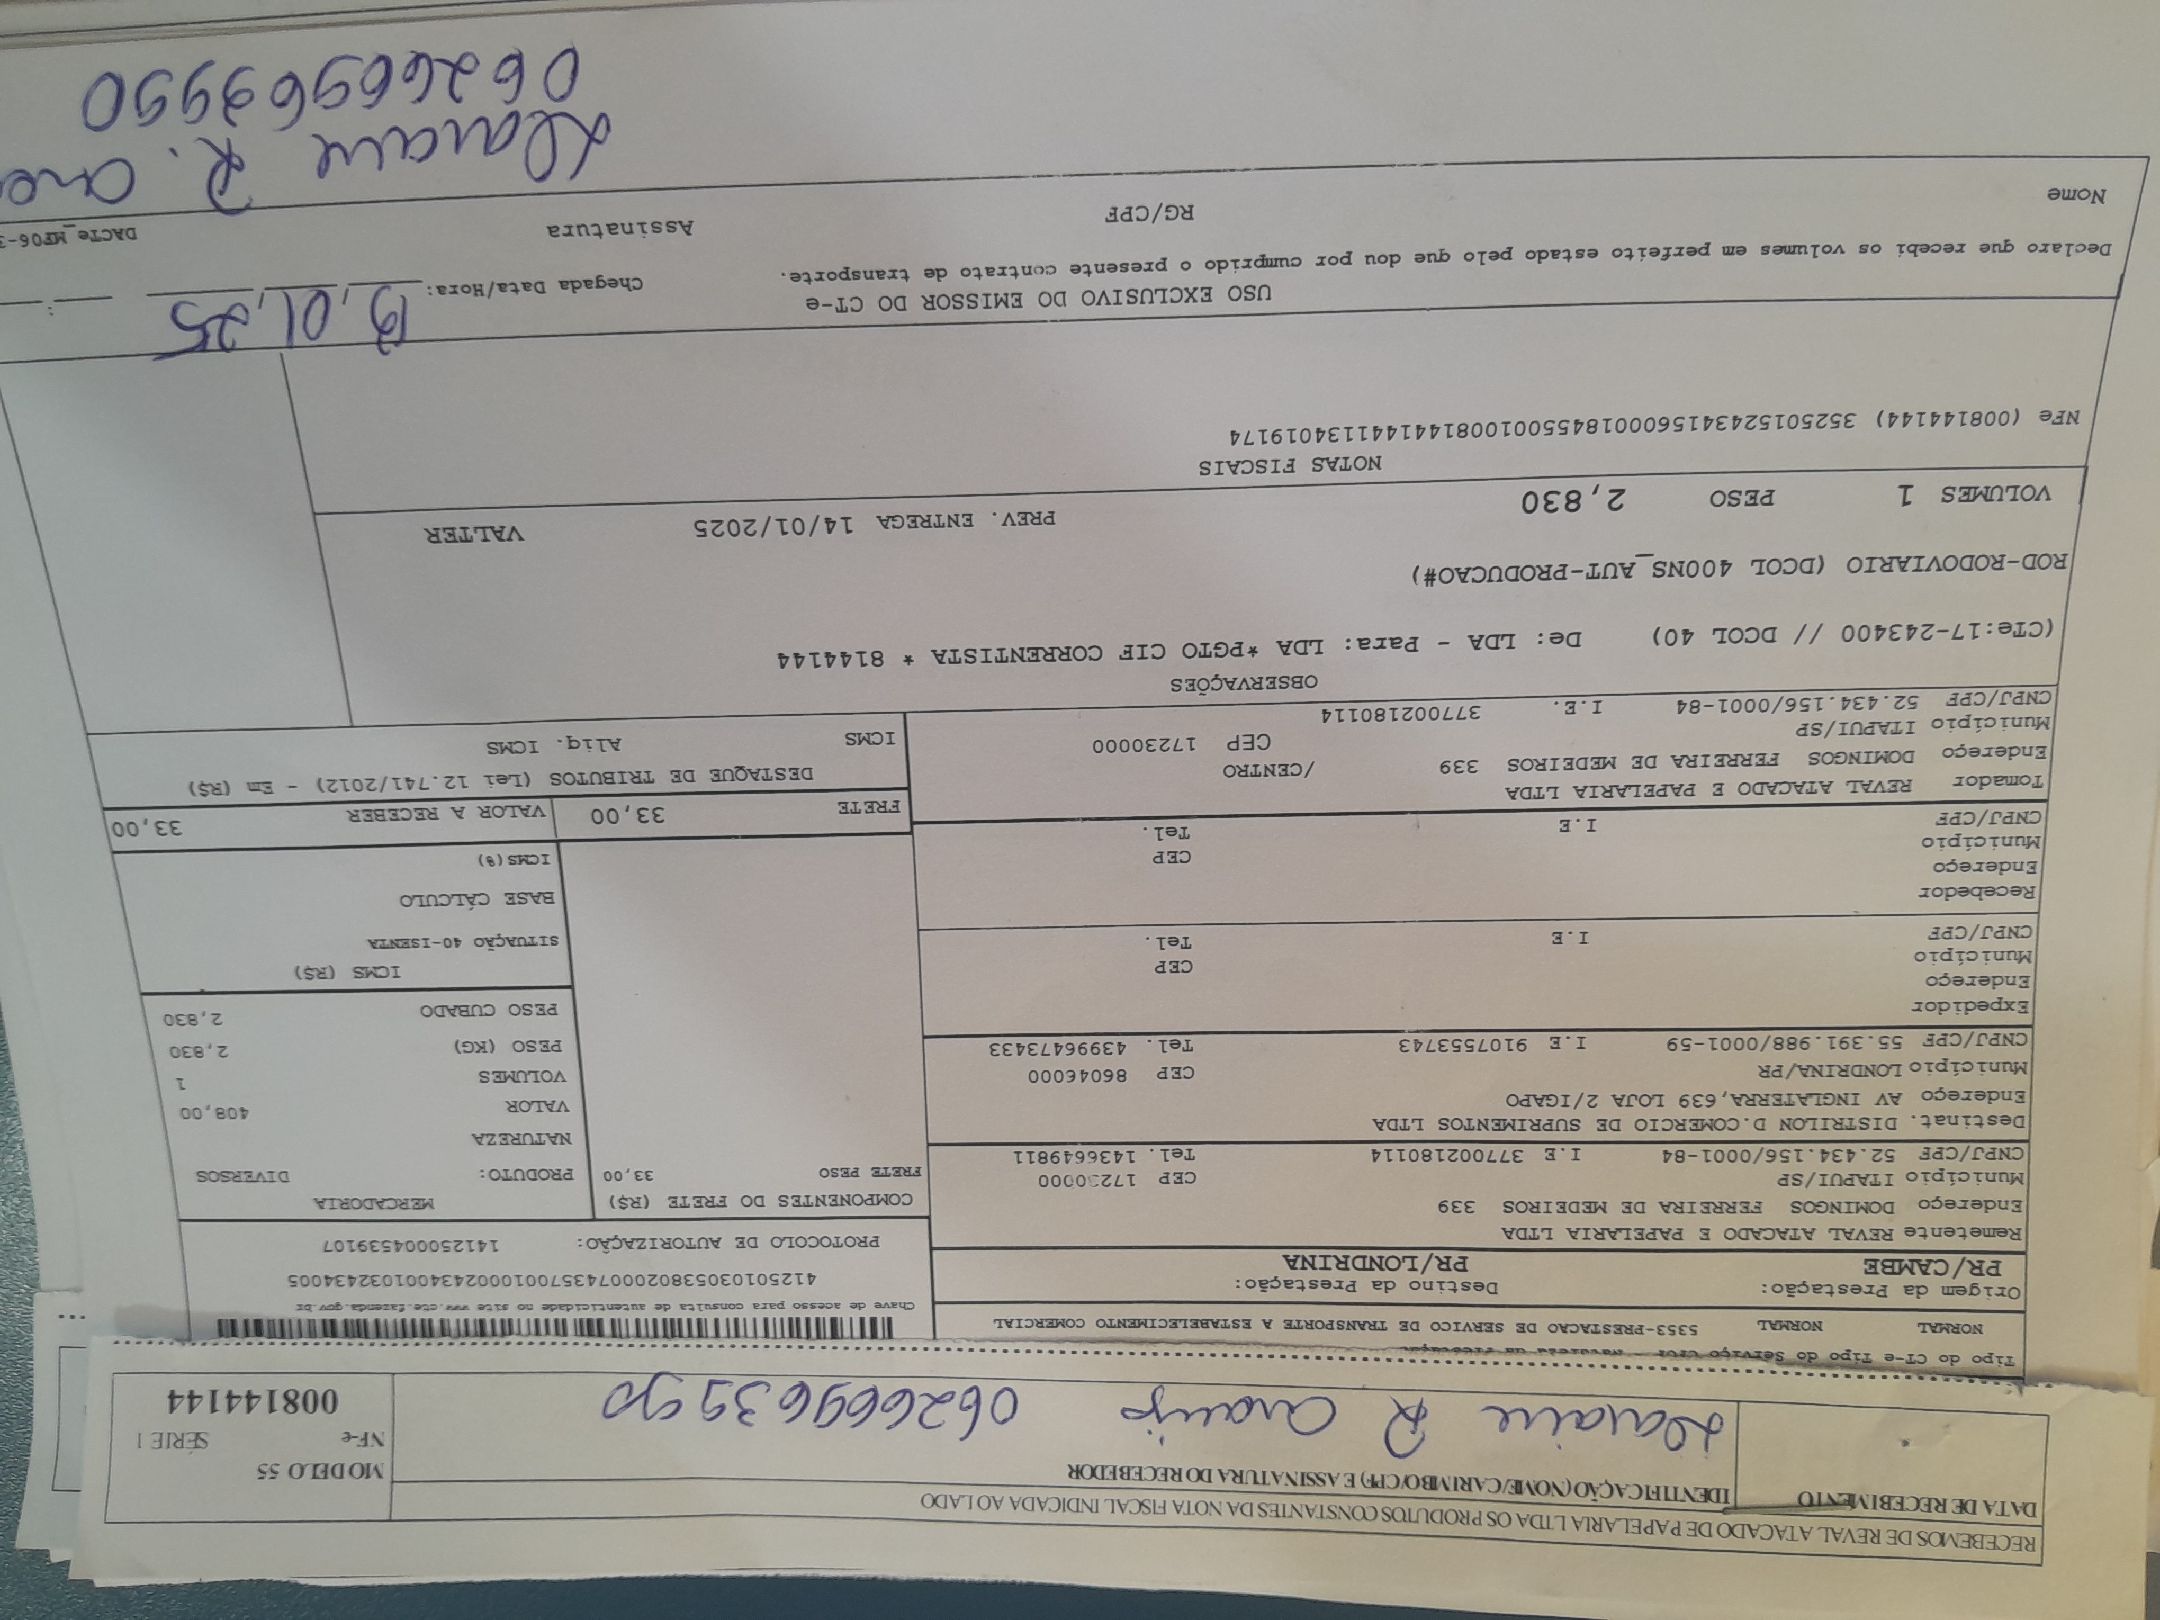 RECEBEMOS DE REVAL ATACADO DE PAPELARIA LTDA OS PRODUTOS CONSTANTES DA NOTA FISCAL INDICADA AO LADO
DATA DE RECEBIMENTO
IDENTIFICAÇÃO (NOME/CARIMBO/CPF) E ASSINATURA DO RECEBEDOR
R Araujo 06266963990
MODELO 55
NF-e SÉRIE 1
008144144
Tipo do CT-e Tipo do Serviço
NORMAL NORMAL 5353-PRESTACAO DE SERVICO DE TRANSPORTE A ESTABELECIMENTO COMERCIAL
Origem da Prestação: Destino da Prestação:
PR/CAMBE PR/LONDRINA
Remetente REVAL ATACADO E PAPELARIA LTDA
Endereço DOMINGOS FERREIRA DE MEDEIROS 339
Município ITAPUI/SP CEP 17230000
CNPJ/CPF 52.434.156/0001-84 I.E 377002180114 Tel. 1436649811
Destinat. DISTRILON D.COMERCIO DE SUPRIMENTOS LTDA
Endereço AV INGLATERRA,639 LOJA 2/IGAPO
Município LONDRINA/PR CEP 86046000
CNPJ/CPF 55.391.988/0001-59 I.E 9107553743 Tel. 43996473433
Expedidor
Endereço
Município CEP
CNPJ/CPF I.E Tel.
Recebedor
Endereço
Município CEP
CNPJ/CPF I.E Tel.
Tomador REVAL ATACADO E PAPELARIA LTDA
Endereço DOMINGOS FERREIRA DE MEDEIROS 339 /CENTRO
Município ITAPUI/SP CEP 17230000
CNPJ/CPF 52.434.156/0001-84 I.E. 377002180114
Chave de acesso para consulta de autenticidade no site www.cte.fazenda.gov.br
41250103053802000743570010002434001032434005
PROTOCOLO DE AUTORIZAÇÃO: 141250004539107
COMPONENTES DO FRETE (R$)
FRETE PESO 33,00
MERCADORIA
PRODUTO: DIVERSOS
NATUREZA
VALOR 408,00
VOLUMES 1
PESO (KG) 2,830
PESO CUBADO 2,830
ICMS (R$)
SITUAÇÃO 40-ISENTA
BASE CÁLCULO
ICMS(%)
FRETE 33,00 VALOR A RECEBER 33,00
DESTAQUE DE TRIBUTOS (Lei 12.741/2012) - Em (R$)
ICMS Aliq. ICMS
OBSERVAÇÕES
(CTe:17-243400 // DCOL 40) De: LDA - Para: LDA *PGTO CIF CORRENTISTA * 8144144
ROD-RODOVIARIO (DCOL 400NS_AUT-PRODUCAO#)
VOLUMES 1 PESO 2,830 PREV. ENTREGA 14/01/2025 VALTER
NOTAS FISCAIS
NFe (008144144) 35250152434156000184550010081441441134019174
USO EXCLUSIVO DO EMISSOR DO CT-e
Declaro que recebi os volumes em perfeito estado pelo que dou por cumprido o presente contrato de transporte.
Chegada Data/Hora: 01, 25
Nome RG/CPF Assinatura
DACTe_MF06-
R.
06266963990